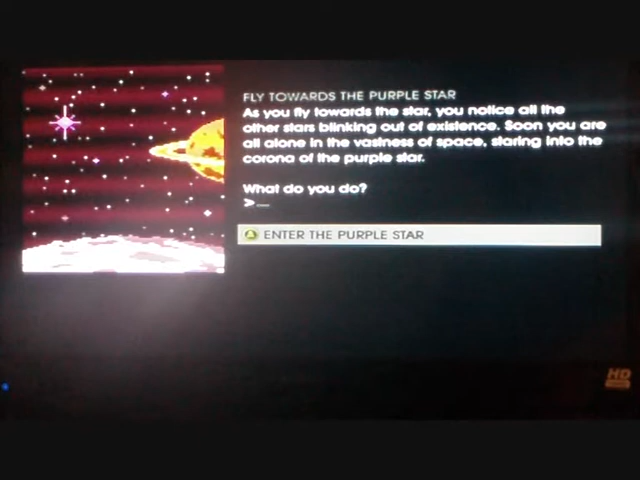 FLY TOWARDS THE PURPLE STAR
As you fly towards the star, you notice all the
other stars blinking out of existence. Soon you are
all alone in the vastness of space, staring into the
corona of the purple star.
What do you do?
>__
A ENTER THE PURPLE STAR
HD